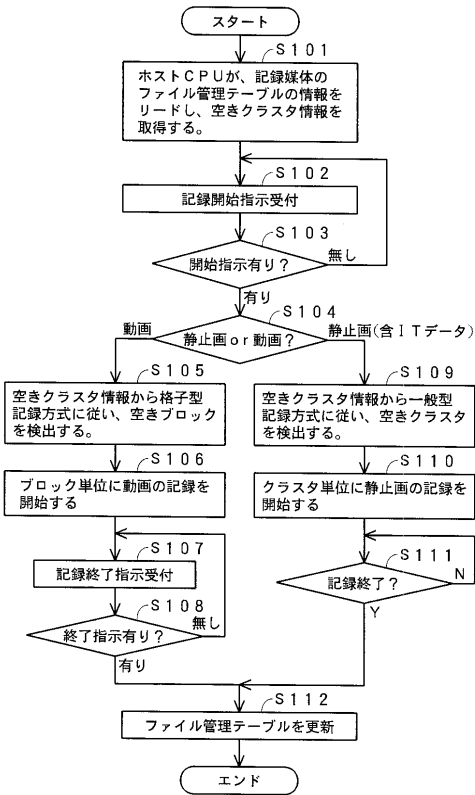 スタート
S101
ホストCPUが、記録媒体の
ファイル管理テーブルの情報を
リードし、空きクラスタ情報を
取得する。
S102
記録開始指示受付
S103
開始指示有り?
無し
有り
S104
静止画or動画?
動画
静止画(含ITデータ)
S105
空きクラスタ情報から格子型
記録方式に従い、空きブロック
を検出する。
S106
ブロック単位に動画の記録を
開始する
S107
記録終了指示受付
S108
終了指示有り?
無し
有り
S109
空きクラスタ情報から一般型
記録方式に従い、空きクラスタ
を検出する。
S110
クラスタ単位に静止画の記録を
開始する
S111
記録終了?
N
Y
S112
ファイル管理テーブルを更新
エンド